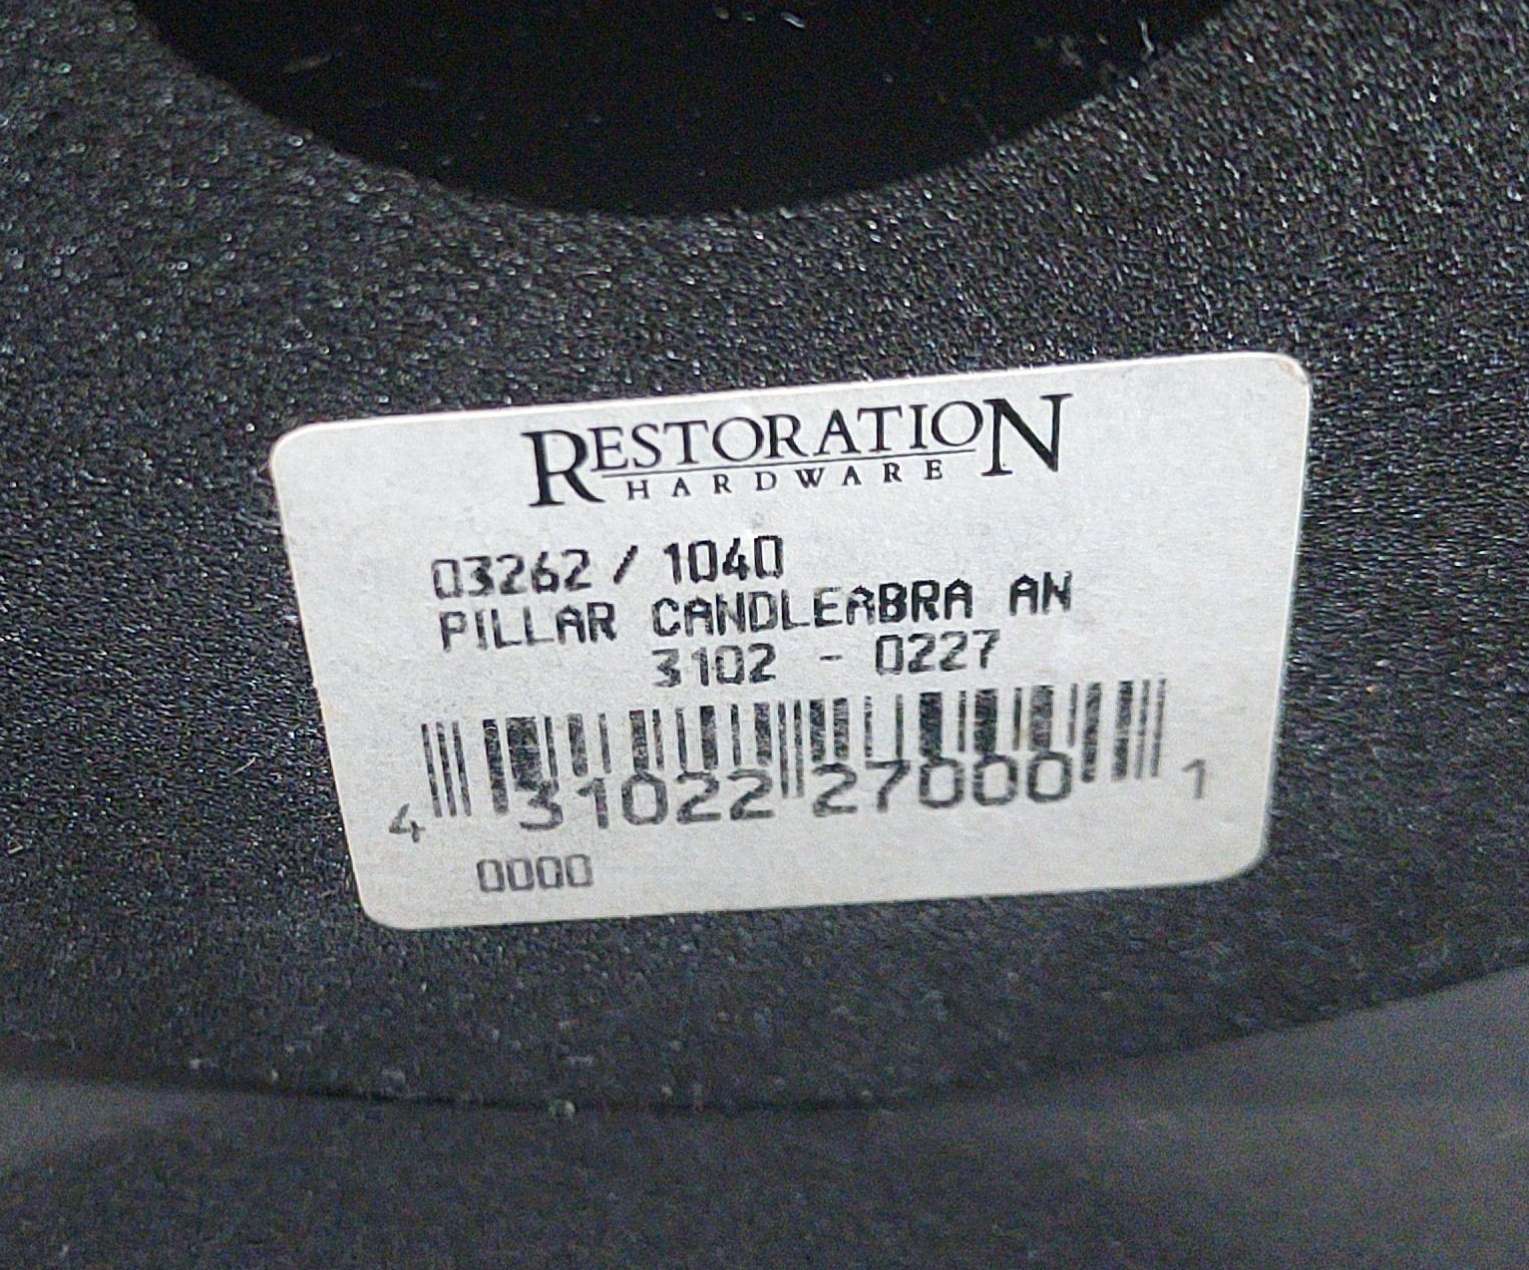 RESTORATION
HARDWARE
03262 / 1040
PILLAR CANDLEABRA AN
3102 - 0227
4 31022 27000 1
0000